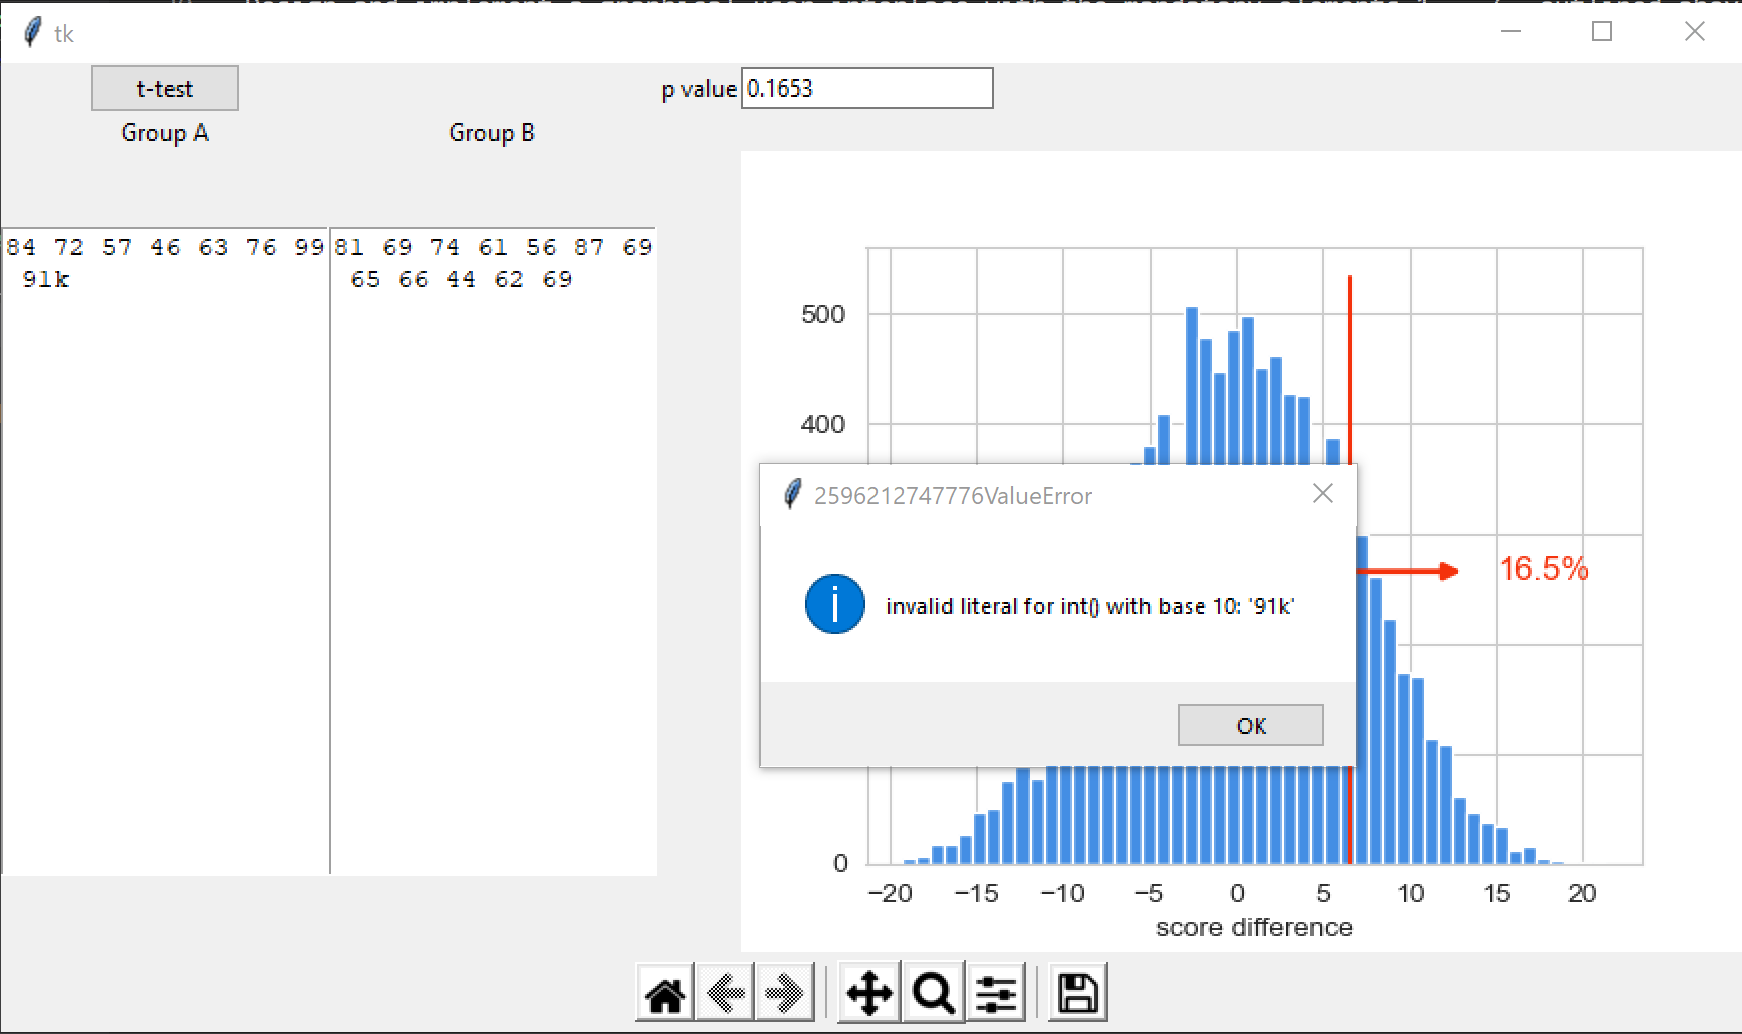 tk
t-test
p value 0.1653
Group A
Group B
84 72 57 46 63 76 99
91k
81 69 74 61 56 87 69
65 66 44 62 69
500
400
2596212747776ValueError
invalid literal for int() with base 10: '91k'
OK
16.5%
0
−20 −15 −10 −5 0 5 10 15 20
score difference